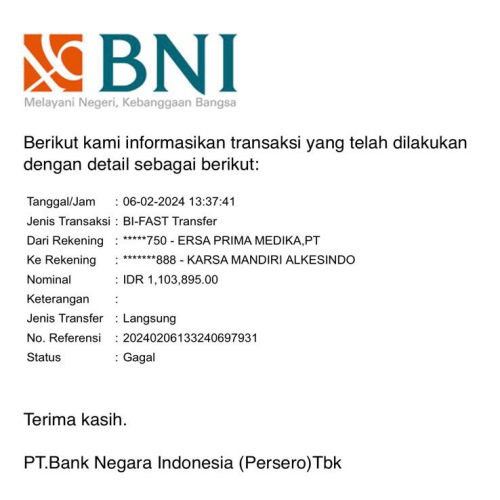 BNI
Melayani Negeri, Kebanggaan Bangsa
Berikut kami informasikan transaksi yang telah dilakukan
dengan detail sebagai berikut:
Tanggal/Jam : 06-02-2024 13:37:41
Jenis Transaksi : BI-FAST Transfer
Dari Rekening : *****750 - ERSA PRIMA MEDIKA,PT
Ke Rekening : *******888 - KARSA MANDIRI ALKESINDO
Nominal : IDR 1,103,895.00
Keterangan :
Jenis Transfer : Langsung
No. Referensi : 20240206133240697931
Status : Gagal
Terima kasih.
PT.Bank Negara Indonesia (Persero)Tbk